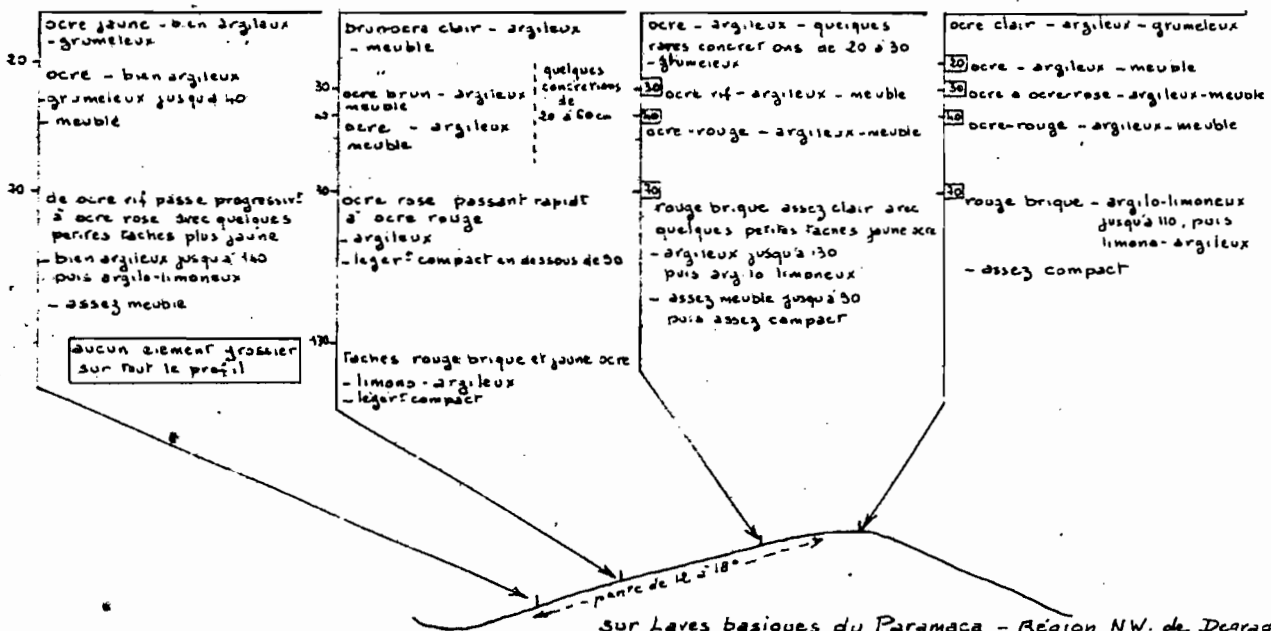 ocre jaune - bien argileux
- grumeleux
20
ocre - bien argileux
- grumeleux jusqu'à 40
- meuble
70
de ocre vif passe progressivt
à ocre rose avec quelques
petites taches plus jaune
- bien argileux jusqu'à 140
puis argilo-limoneux
- assez meuble
aucun element grossier
sur tout le profil
brun-ocre clair - argileux
- meuble
30
ocre brun - argileux
meuble
ocre - argileux
meuble
quelques
concretions
de
20 à 60 cm
70
ocre rose passant rapidt
à ocre rouge
- argileux
- legert compact en dessous de 90
130
taches rouge brique et jaune ocre
- limono - argileux
- legert compact
ocre - argileux - quelques
rares concretions de 20 à 30
- grumeleux
30
ocre vif - argileux - meuble
40
ocre - rouge - argileux - meuble
70
rouge brique assez clair avec
quelques petites taches jaune ocre
- argileux jusqu'à 130
puis argilo limoneux
- assez meuble jusqu'à 90
puis assez compact
ocre clair - argileux - grumeleux
20
ocre - argileux - meuble
30
ocre a ocre rose - argileux - meuble
40
ocre-rouge - argileux - meuble
70
rouge brique - argilo-limoneux
jusqu'à 110, puis
limono-argileux
- assez compact
pente de 12 à 18°
sur Laves basiques du Paramaca - Région NW. de Degrad